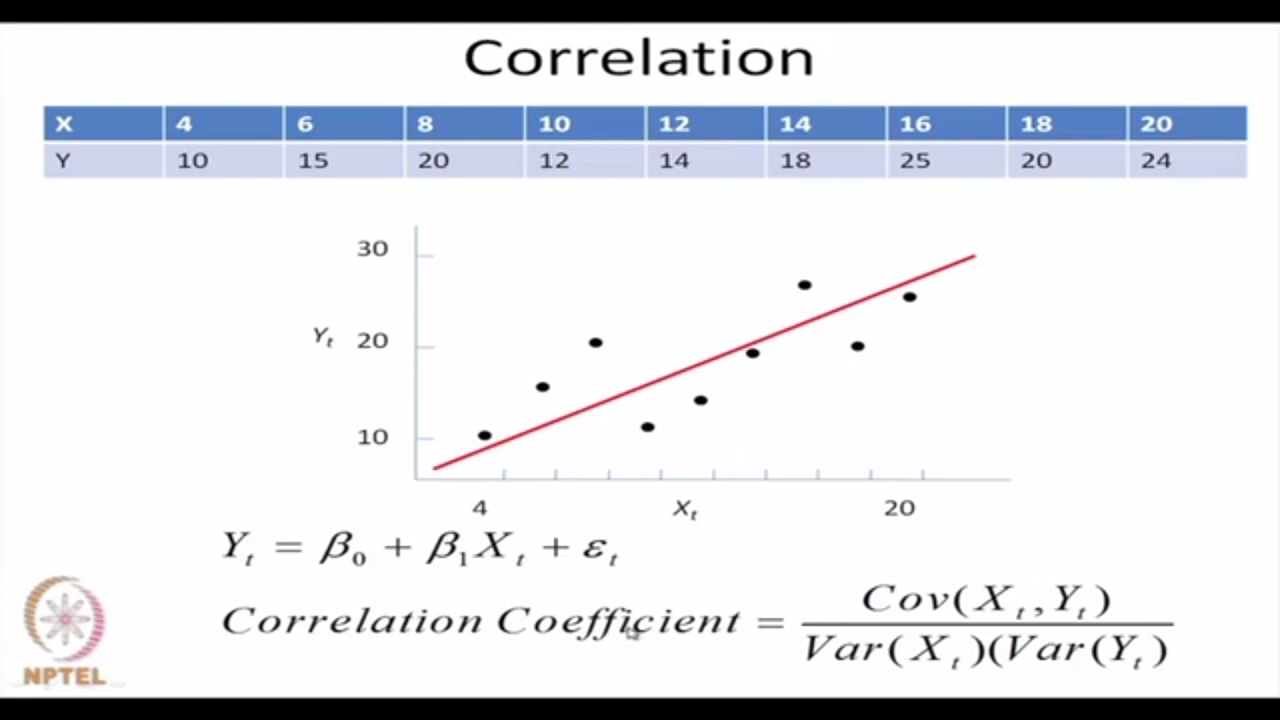 Correlation
X 4 6 8 10 12 14 16 18 20
Y 10 15 20 12 14 18 25 20 24
30
Yₜ 20
10
4 Xₜ 20
Yₜ = β₀ + β₁Xₜ + εₜ
Correlation Coefficient = Cov(Xₜ,Yₜ) / Var(Xₜ)(Var(Yₜ)
NPTEL